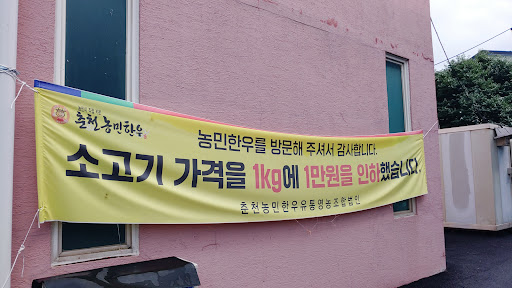 춘천농민한우
농민한우를 방문해 주셔서 감사합니다.
소고기 가격을 1kg에 1만원을 인하했습니다.
춘천농민한우유통영농조합법인